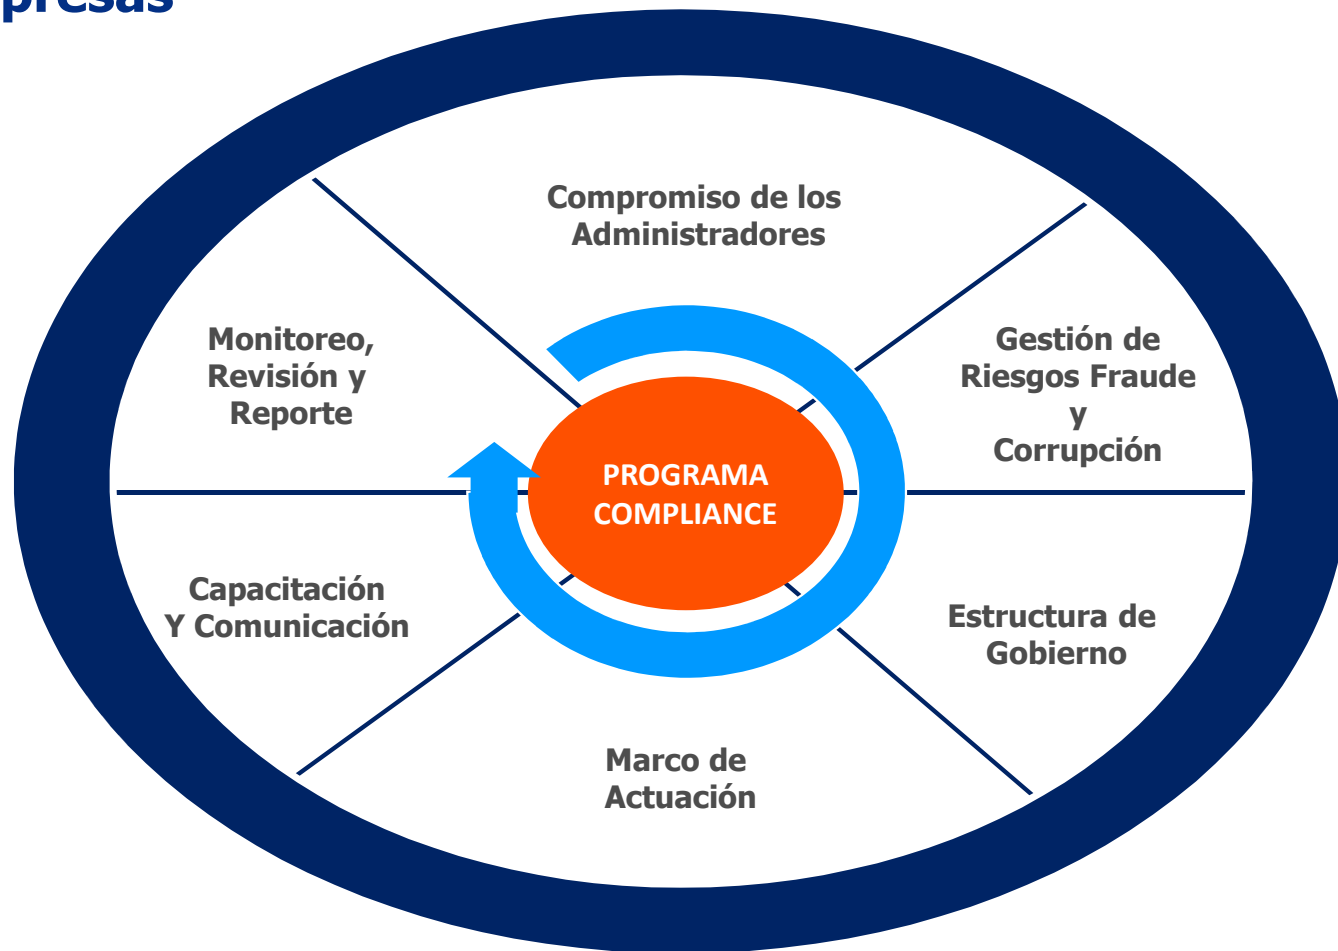 presas
Compromiso de los
Administradores
Gestión de
Riesgos Fraude
y
Corrupción
Estructura de
Gobierno
Marco de
Actuación
Capacitación
Y Comunicación
Monitoreo,
Revisión y
Reporte
PROGRAMA
COMPLIANCE